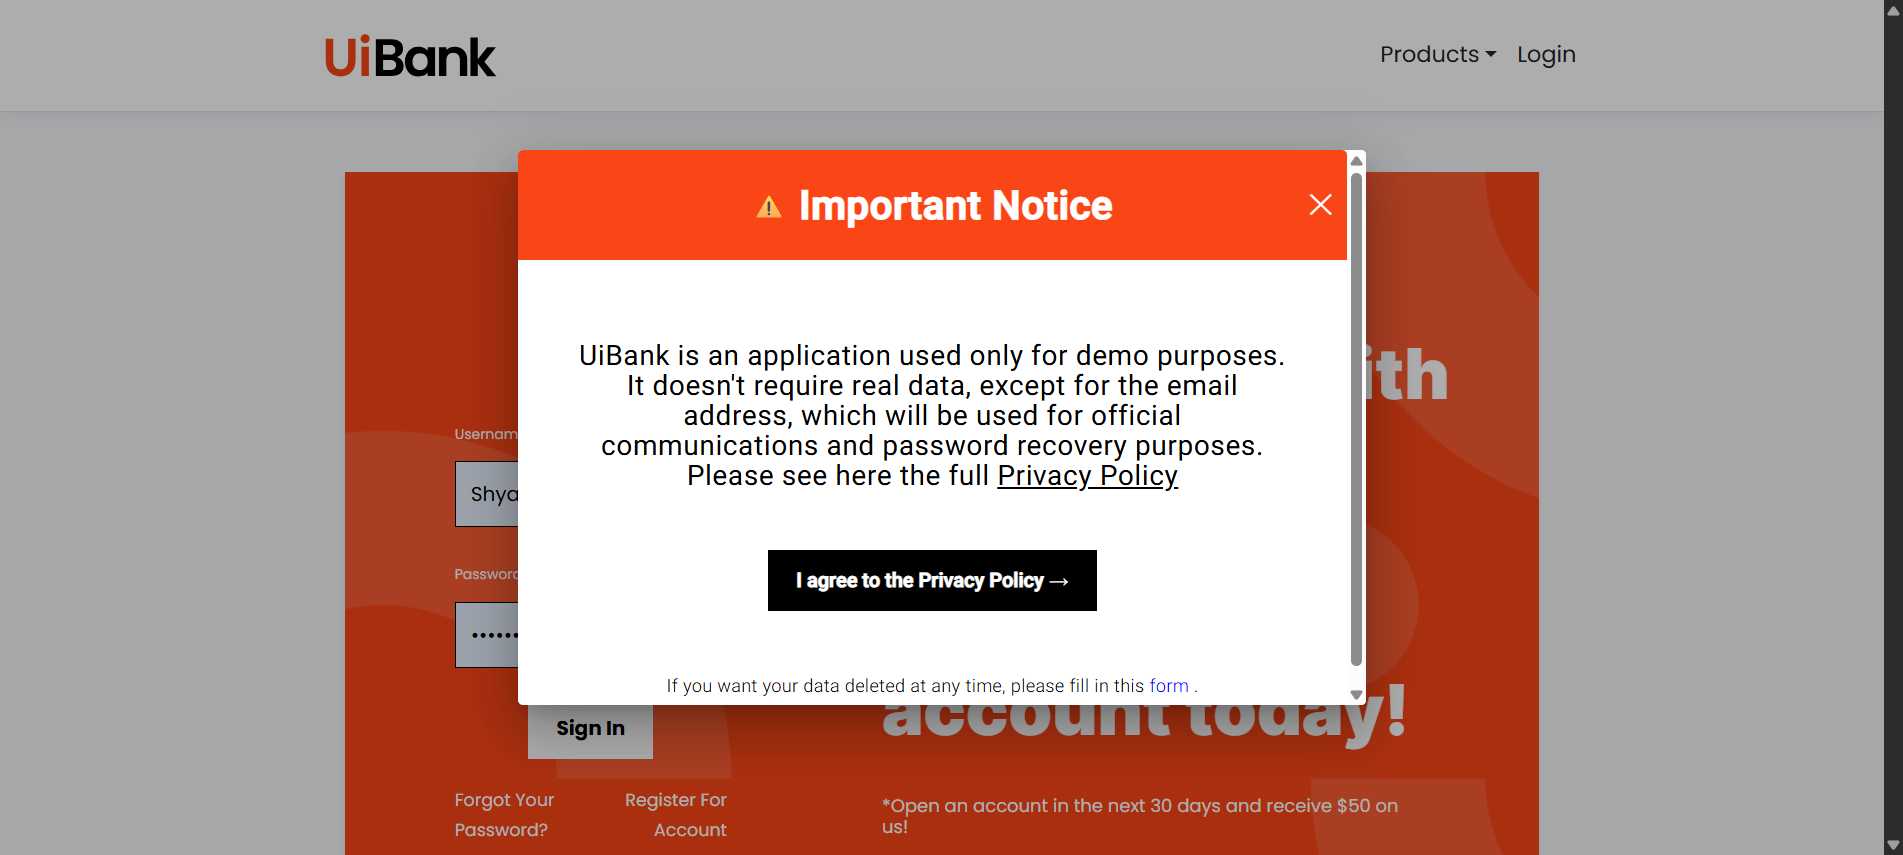 UiBank
Products Login
Important Notice
UiBank is an application used only for demo purposes.
It doesn't require real data, except for the email
address, which will be used for official
communications and password recovery purposes.
Please see here the full Privacy Policy
I agree to the Privacy Policy →
If you want your data deleted at any time, please fill in this form .
Usernam
Shya
Password
Sign In
Forgot Your
Password?
Register For
Account
ith
account today!
*Open an account in the next 30 days and receive $50 on
us!